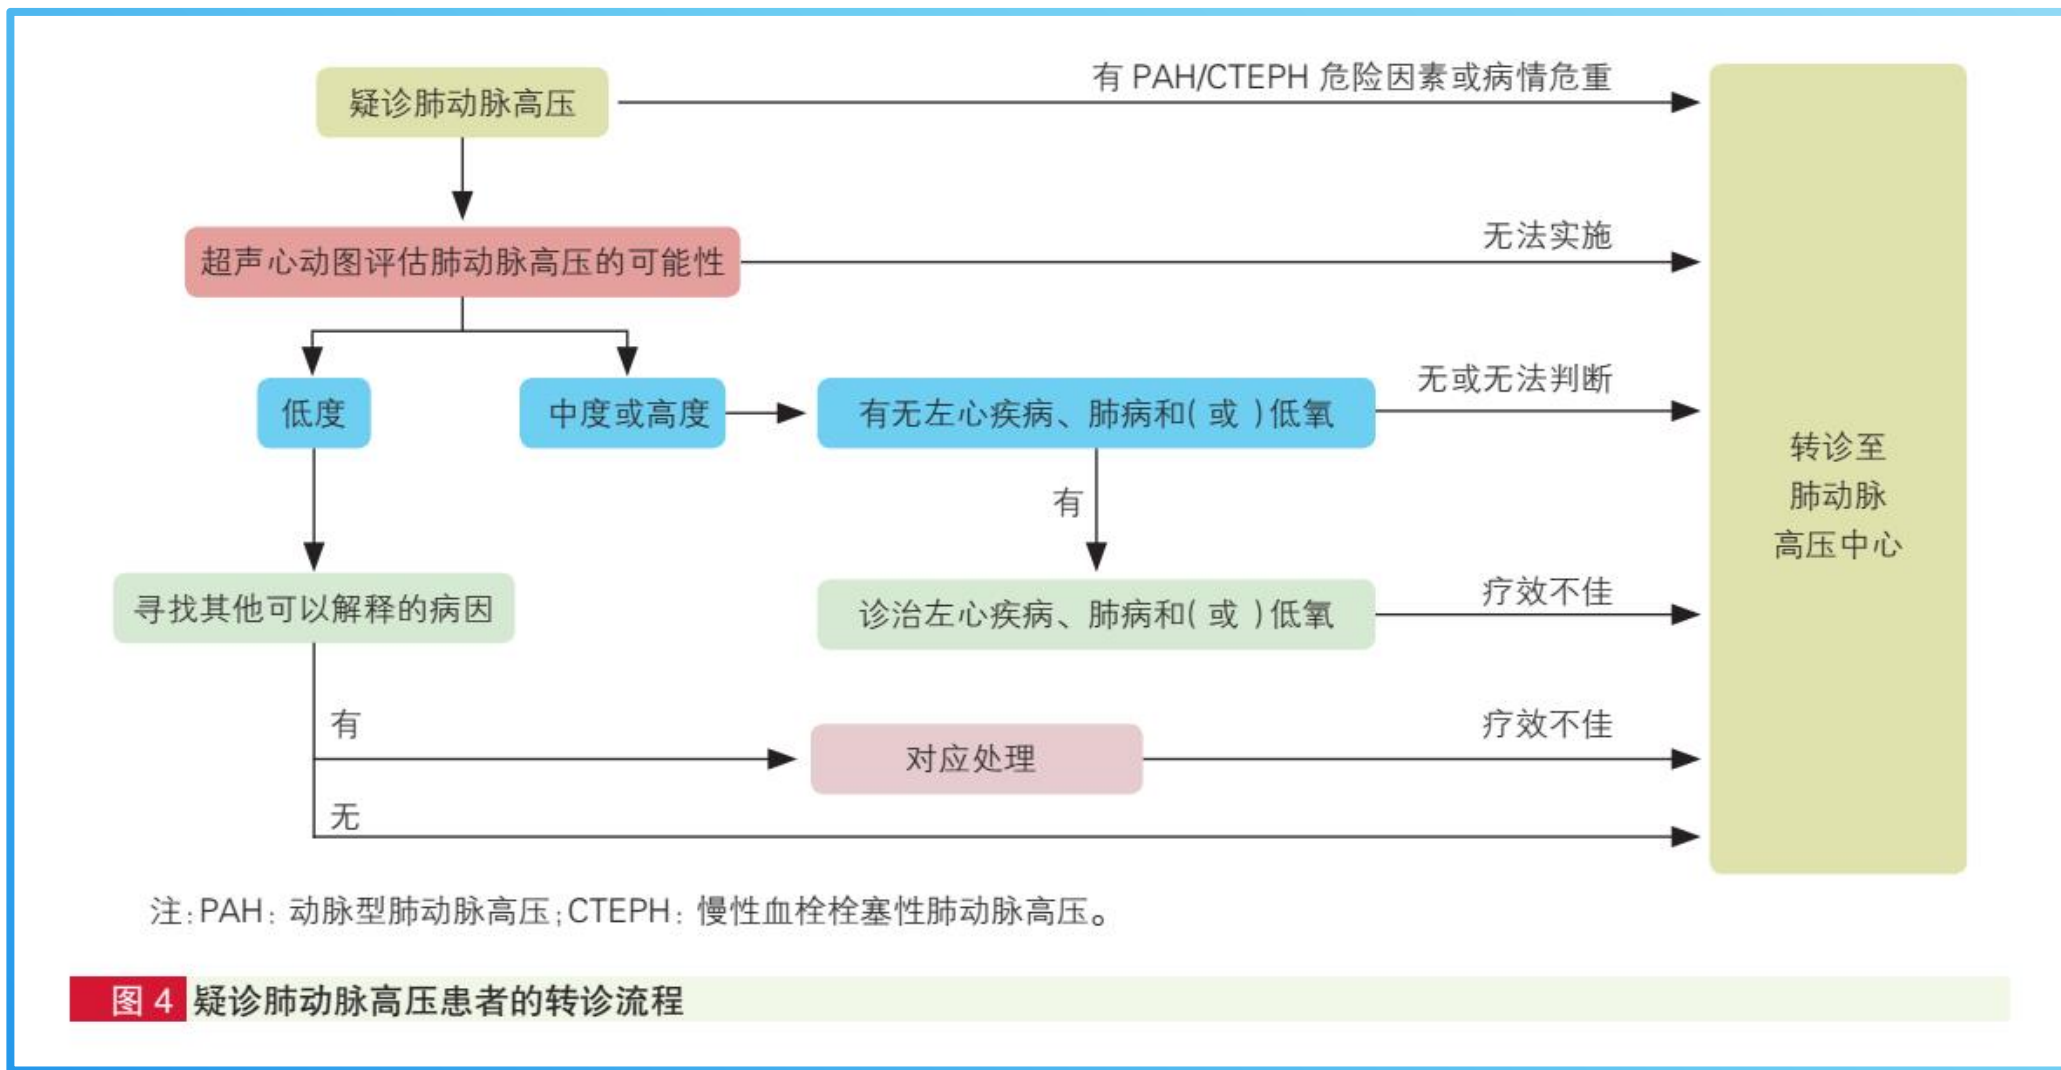 有 PAH/CTEPH 危险因素或病情危重
疑诊肺动脉高压
无法实施
超声心动图评估肺动脉高压的可能性
无或无法判断
低度
中度或高度
有无左心疾病、肺病和(或)低氧
转诊至
肺动脉
高压中心
有
疗效不佳
寻找其他可以解释的病因
诊治左心疾病、肺病和(或)低氧
有
疗效不佳
对应处理
无
注:PAH: 动脉型肺动脉高压;CTEPH: 慢性血栓栓塞性肺动脉高压。
图 4 疑诊肺动脉高压患者的转诊流程